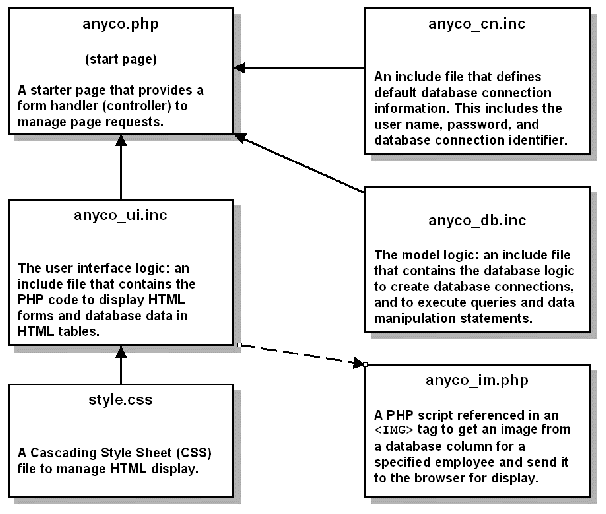 anyco.php
(start page)
A starter page that provides a
form handler (controller) to
manage page requests.
anyco_cn.inc
An include file that defines
default database connection
information. This includes the
user name, password, and
database connection identifier.
anyco_ui.inc
The user interface logic: an
include file that contains the
PHP code to display HTML
forms and database data in
HTML tables.
anyco_db.inc
The model logic: an include file
that contains the database logic
to create database connections,
and to execute queries and data
manipulation statements.
style.css
A Cascading Style Sheet (CSS)
file to manage HTML display.
anyco_im.php
A PHP script referenced in an
<IMG> tag to get an image from
a database column for a
specified employee and send it
to the browser for display.